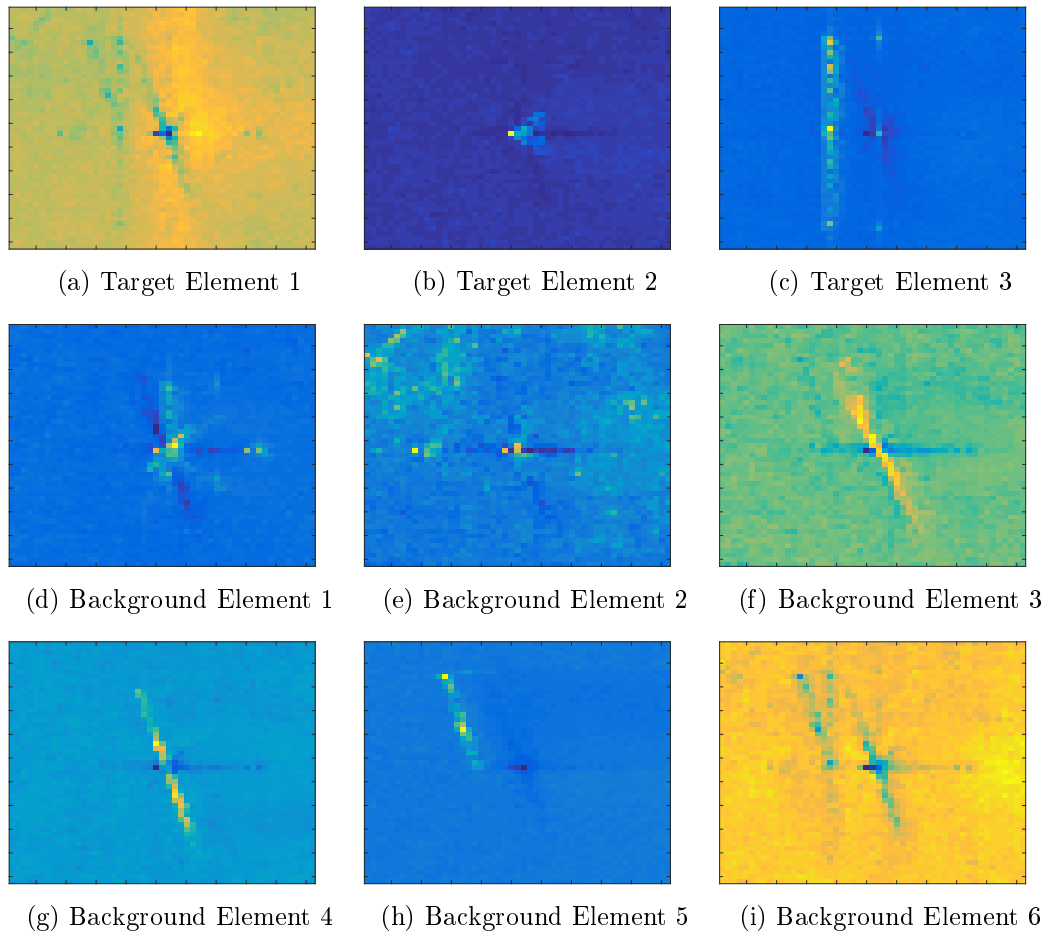 (a) Target Element 1
(b) Target Element 2
(c) Target Element 3
(d) Background Element 1
(e) Background Element 2
(f) Background Element 3
(g) Background Element 4
(h) Background Element 5
(i) Background Element 6